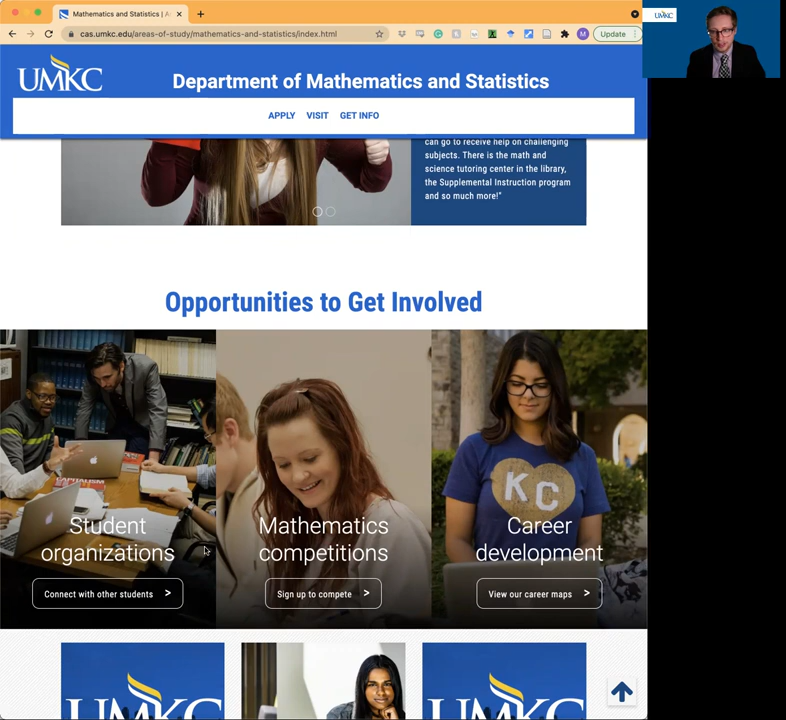 Mathematics and Statistics | A
cas.umkc.edu/areas-of-study/mathematics-and-statistics/index.html
M
Update
UMKC
UMKC
Department of Mathematics and Statistics
APPLY VISIT GET INFO
can go to receive help on challenging
subjects. There is the math and
science tutoring center in the library,
the Supplemental Instruction program
and so much more!"
Opportunities to Get Involved
KC
Student
organizations
Connect with other students >
Mathematics
competitions
Sign up to compete >
Career
development
View our career maps >
UMKC
UMKC